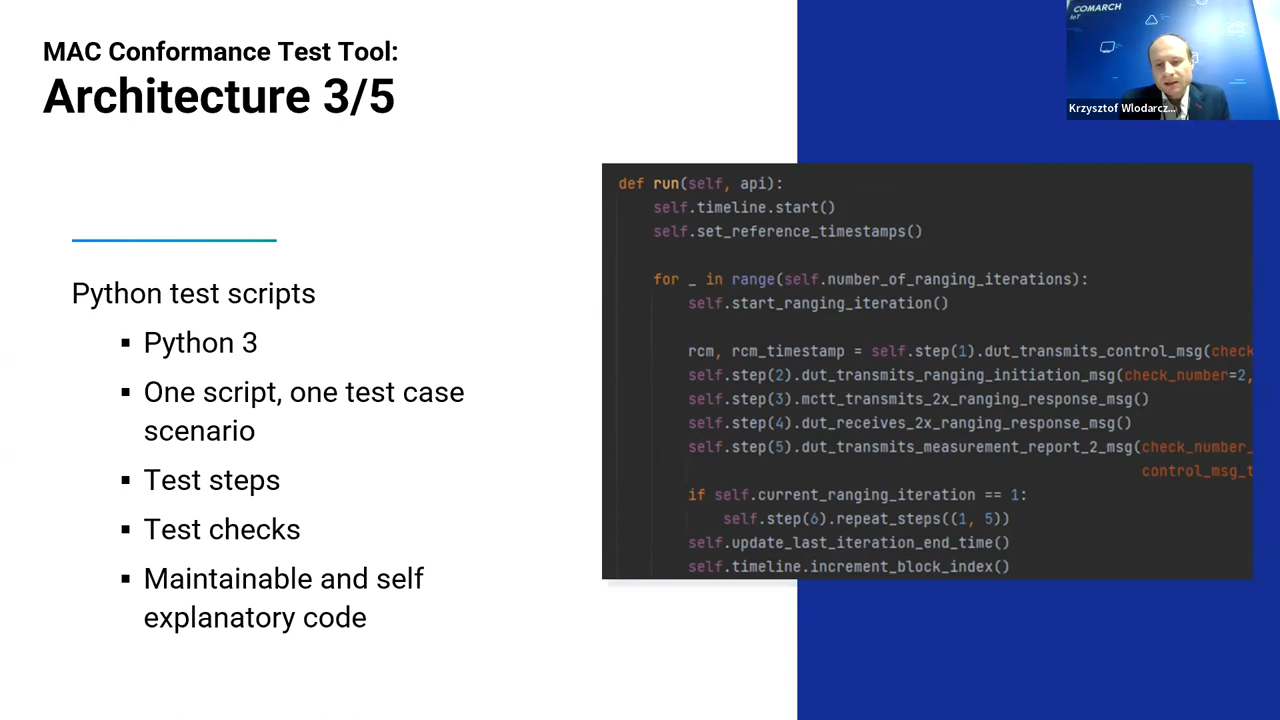 MAC Conformance Test Tool:
Architecture 3/5
COMARCH
IoT
Krzysztof Wlodarcz...
Python test scripts
▪ Python 3
▪ One script, one test case
scenario
▪ Test steps
▪ Test checks
▪ Maintainable and self
explanatory code
def run(self, api):
self.timeline.start()
self.set_reference_timestamps()
for _ in range(self.number_of_ranging_iterations):
self.start_ranging_iteration()
rcm, rcm_timestamp = self.step(1).dut_transmits_control_msg(check
self.step(2).dut_transmits_ranging_initiation_msg(check_number=2,
self.step(3).mctt_transmits_2x_ranging_response_msg()
self.step(4).dut_receives_2x_ranging_response_msg()
self.step(5).dut_transmits_measurement_report_2_msg(check_number_
control_msg_t
if self.current_ranging_iteration == 1:
self.step(6).repeat_steps((1, 5))
self.update_last_iteration_end_time()
self.timeline.increment_block_index()